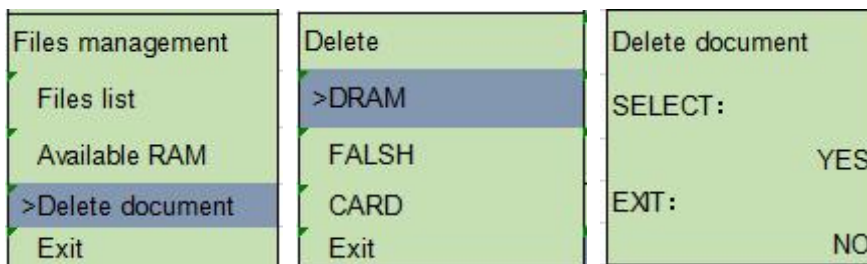 Files management
Files list
Available RAM
>Delete document
Exit
Delete
>DRAM
FALSH
CARD
Exit
Delete document
SELECT:
YES
EXIT:
NO